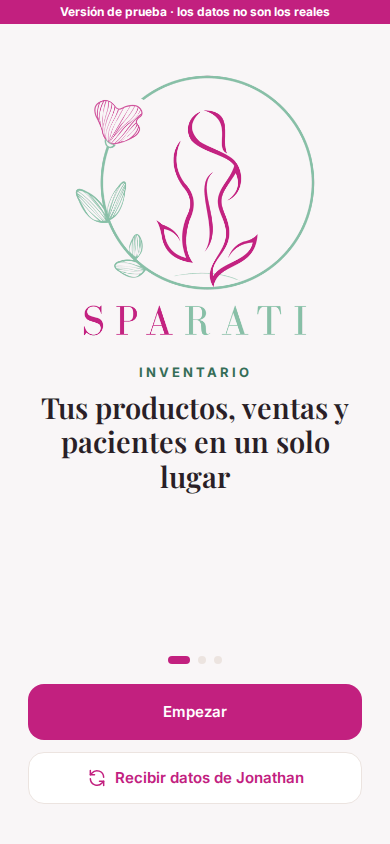 Versión de prueba · los datos no son los reales
SPARATI
INVENTARIO
Tus productos, ventas y
pacientes en un solo
lugar
Empezar
Recibir datos de Jonathan